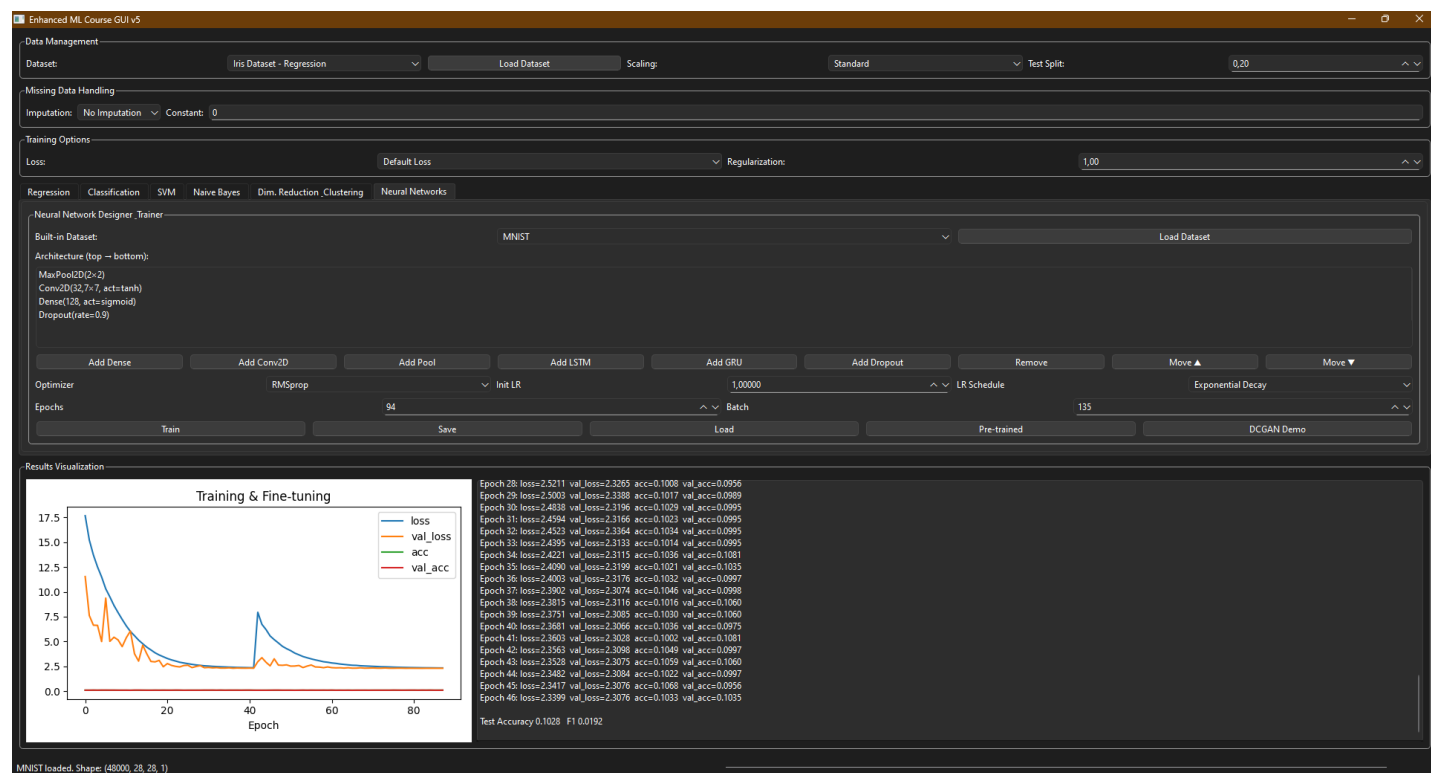 Enhanced ML Course GUI v5
Data Management
Dataset: Iris Dataset - Regression Load Dataset Scaling: Standard Test Split: 0,20
Missing Data Handling
Imputation: No Imputation Constant: 0
Training Options
Loss: Default Loss Regularization: 1,00
Regression Classification SVM Naive Bayes Dim. Reduction_Clustering Neural Networks
Neural Network Designer_Trainer
Built-in Dataset: MNIST Load Dataset
Architecture (top → bottom):
MaxPool2D(2×2)
Conv2D(32,7×7, act=tanh)
Dense(128, act=sigmoid)
Dropout(rate=0.9)
Add Dense Add Conv2D Add Pool Add LSTM Add GRU Add Dropout Remove Move ▲ Move ▼
Optimizer RMSprop Init LR 1,00000 LR Schedule Exponential Decay
Epochs 94 Batch 135
Train Save Load Pre-trained DCGAN Demo
Results Visualization
Training & Fine-tuning
loss
val_loss
acc
val_acc
17.5
15.0
12.5
10.0
7.5
5.0
2.5
0.0
0 20 40 60 80
Epoch
Epoch 28: loss=2.5211 val_loss=2.3265 acc=0.1008 val_acc=0.0956
Epoch 29: loss=2.5003 val_loss=2.3388 acc=0.1017 val_acc=0.0989
Epoch 30: loss=2.4838 val_loss=2.3196 acc=0.1029 val_acc=0.0995
Epoch 31: loss=2.4594 val_loss=2.3166 acc=0.1023 val_acc=0.0995
Epoch 32: loss=2.4523 val_loss=2.3364 acc=0.1034 val_acc=0.0995
Epoch 33: loss=2.4395 val_loss=2.3133 acc=0.1014 val_acc=0.0995
Epoch 34: loss=2.4221 val_loss=2.3115 acc=0.1036 val_acc=0.1081
Epoch 35: loss=2.4090 val_loss=2.3199 acc=0.1021 val_acc=0.1035
Epoch 36: loss=2.4003 val_loss=2.3176 acc=0.1032 val_acc=0.0997
Epoch 37: loss=2.3902 val_loss=2.3074 acc=0.1046 val_acc=0.0998
Epoch 38: loss=2.3815 val_loss=2.3116 acc=0.1016 val_acc=0.1060
Epoch 39: loss=2.3751 val_loss=2.3085 acc=0.1030 val_acc=0.1060
Epoch 40: loss=2.3681 val_loss=2.3066 acc=0.1036 val_acc=0.0975
Epoch 41: loss=2.3603 val_loss=2.3028 acc=0.1002 val_acc=0.1081
Epoch 42: loss=2.3563 val_loss=2.3098 acc=0.1049 val_acc=0.0997
Epoch 43: loss=2.3528 val_loss=2.3075 acc=0.1059 val_acc=0.1060
Epoch 44: loss=2.3482 val_loss=2.3084 acc=0.1022 val_acc=0.0997
Epoch 45: loss=2.3417 val_loss=2.3076 acc=0.1068 val_acc=0.0956
Epoch 46: loss=2.3399 val_loss=2.3076 acc=0.1033 val_acc=0.1035
Test Accuracy 0.1028 F1 0.0192
MNIST loaded. Shape: (48000, 28, 28, 1)